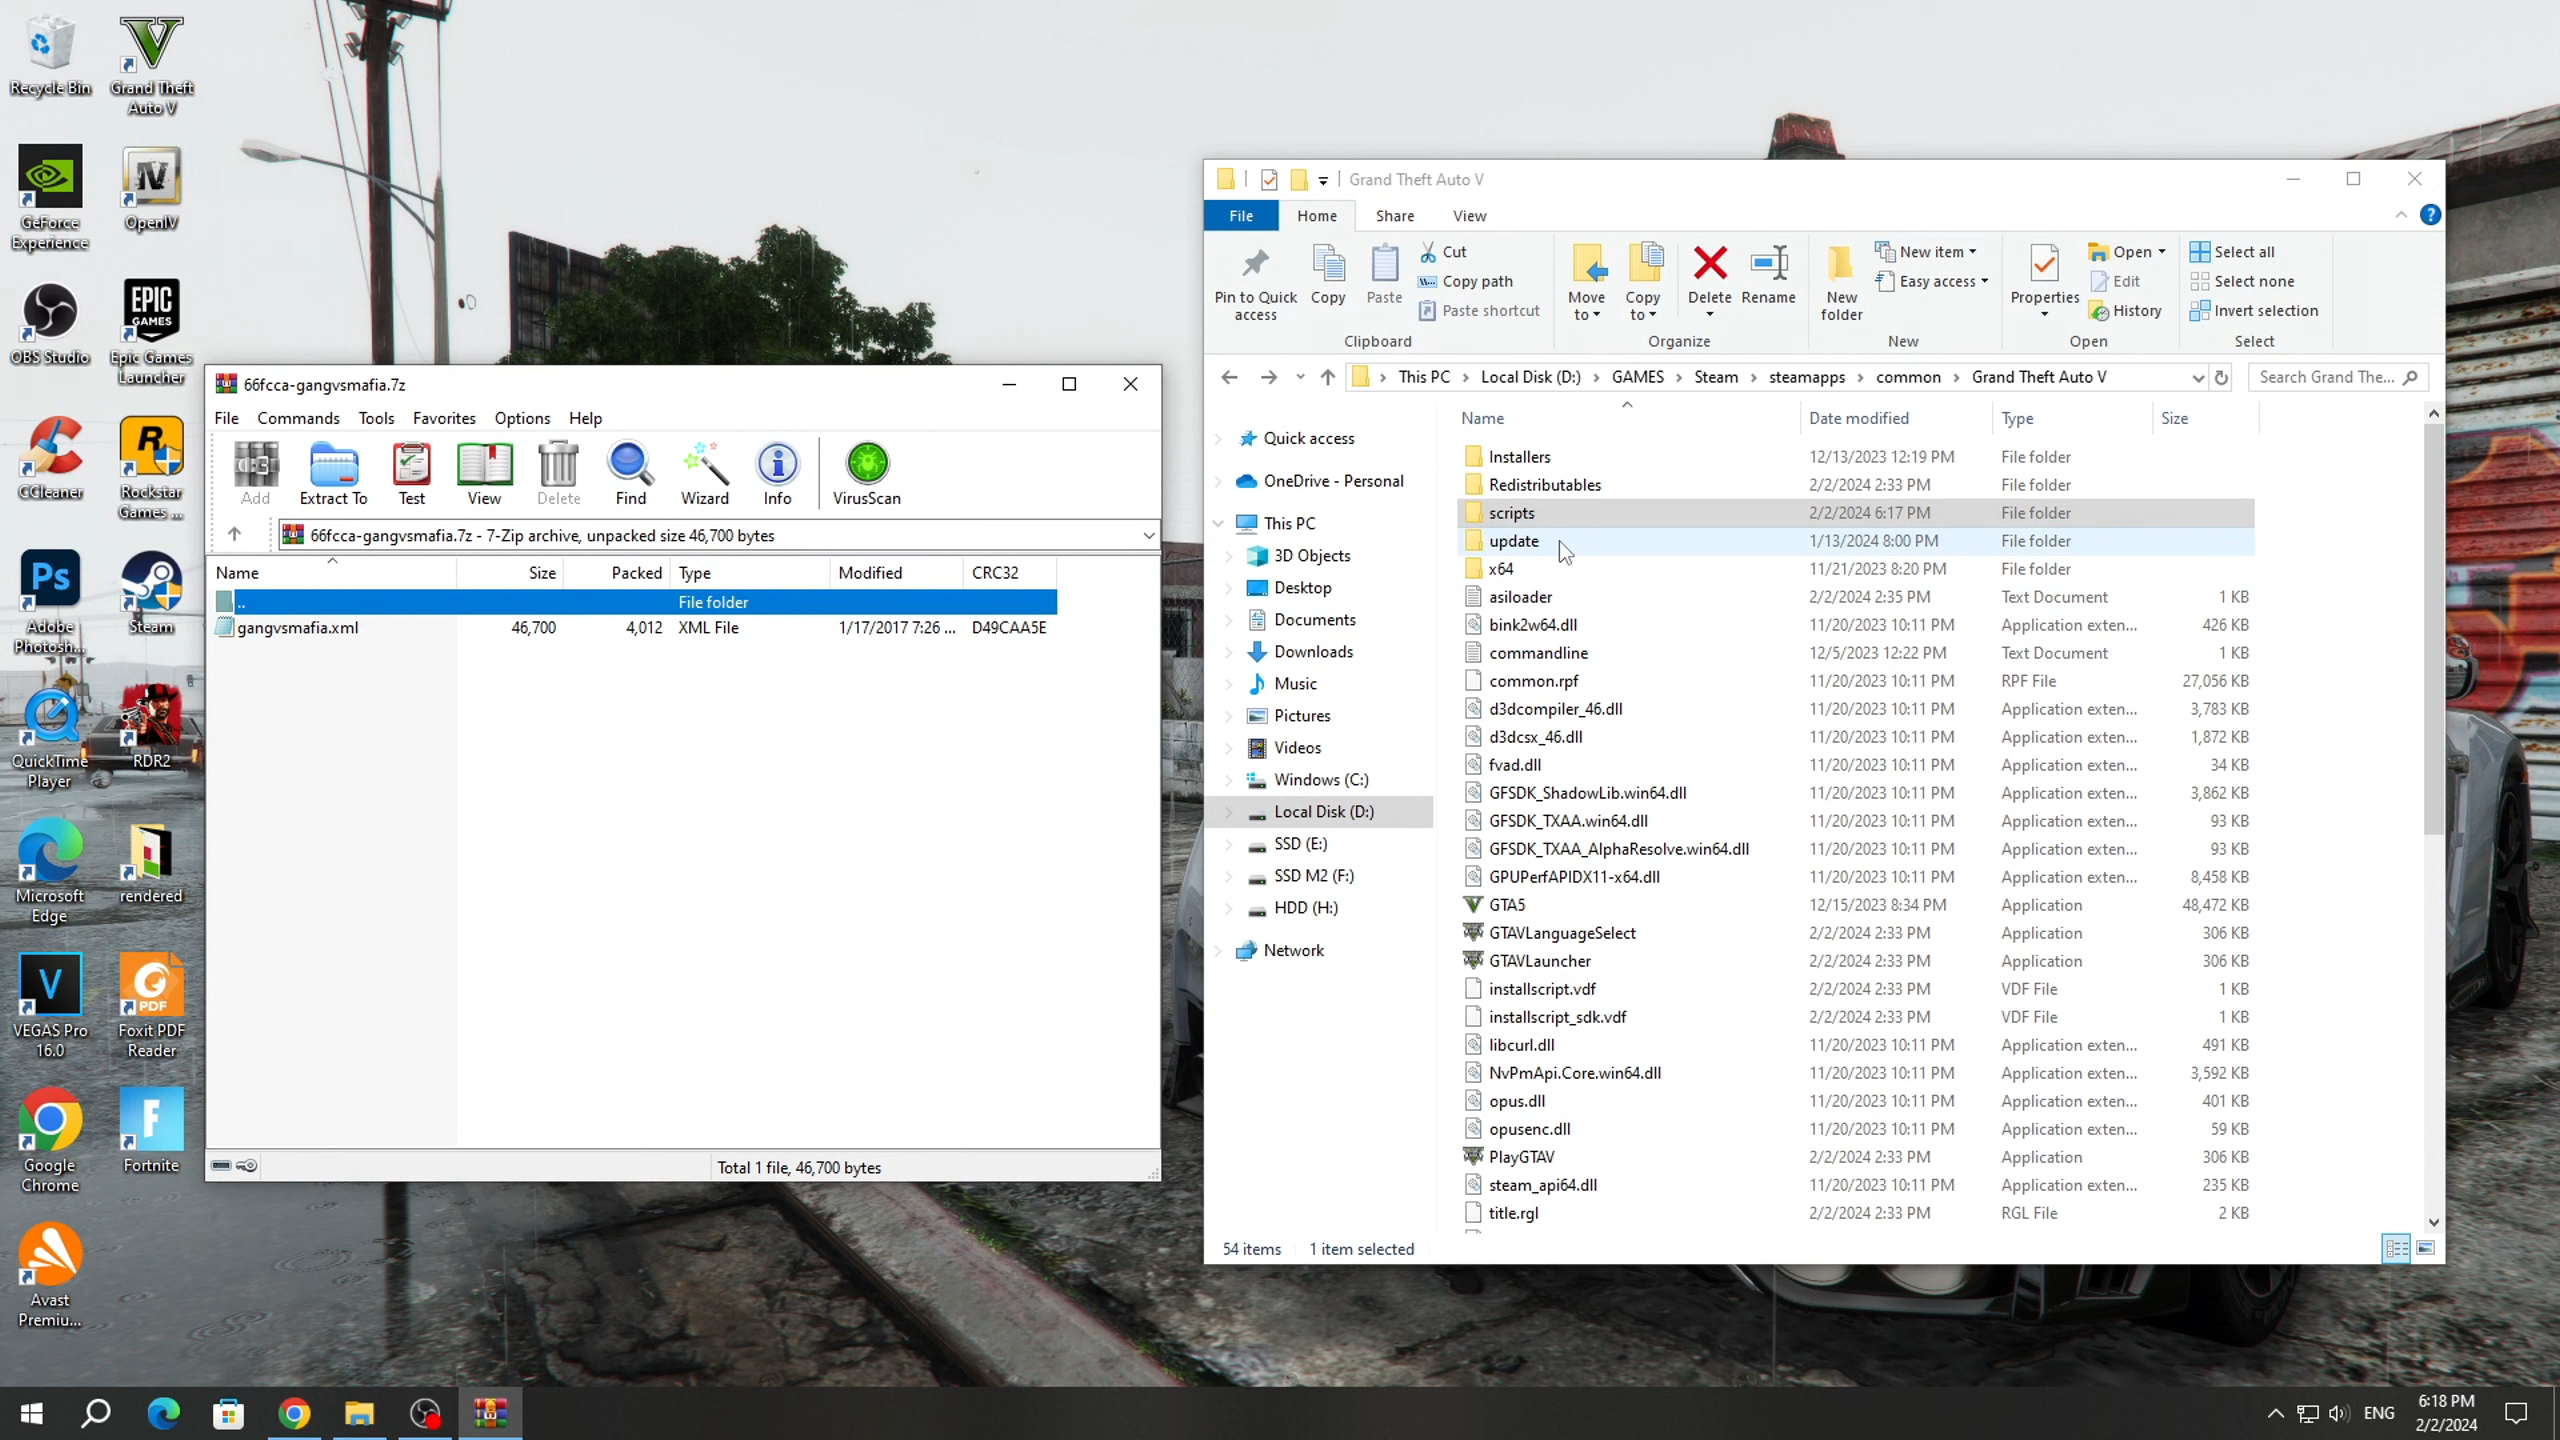 Recycle Bin
Grand Theft
Auto V
GeForce
Experience
OpenIV
OBS Studio
EPIC
GAMES
Epic Games
Launcher
CCleaner
Rockstar
Games ...
Adobe
Photosh...
Steam
QuickTime
Player
RDR2
Microsoft
Edge
rendered
VEGAS Pro
16.0
PDF
Foxit PDF
Reader
Google
Chrome
Fortnite
Avast
Premiu...
66fcca-gangvsmafia.7z
File Commands Tools Favorites Options Help
Add Extract To Test View Delete Find Wizard Info VirusScan
66fcca-gangvsmafia.7z - 7-Zip archive, unpacked size 46,700 bytes
Name Size Packed Type Modified CRC32
.. File folder
gangvsmafia.xml 46,700 4,012 XML File 1/17/2017 7:26 ... D49CAA5E
Total 1 file, 46,700 bytes
Grand Theft Auto V
File Home Share View
Pin to Quick
access
Copy
Paste
Cut
Copy path
Paste shortcut
Clipboard
Move
to
Copy
to
Delete
Rename
Organize
New
folder
New item
Easy access
New
Properties
Open
Edit
History
Open
Select all
Select none
Invert selection
Select
This PC > Local Disk (D:) > GAMES > Steam > steamapps > common > Grand Theft Auto V
Search Grand The...
Quick access
OneDrive - Personal
This PC
3D Objects
Desktop
Documents
Downloads
Music
Pictures
Videos
Windows (C:)
Local Disk (D:)
SSD (E:)
SSD M2 (F:)
HDD (H:)
Network
Name Date modified Type Size
Installers 12/13/2023 12:19 PM File folder
Redistributables 2/2/2024 2:33 PM File folder
scripts 2/2/2024 6:17 PM File folder
update 1/13/2024 8:00 PM File folder
x64 11/21/2023 8:20 PM File folder
asiloader 2/2/2024 2:35 PM Text Document 1 KB
bink2w64.dll 11/20/2023 10:11 PM Application exten... 426 KB
commandline 12/5/2023 12:22 PM Text Document 1 KB
common.rpf 11/20/2023 10:11 PM RPF File 27,056 KB
d3dcompiler_46.dll 11/20/2023 10:11 PM Application exten... 3,783 KB
d3dcsx_46.dll 11/20/2023 10:11 PM Application exten... 1,872 KB
fvad.dll 11/20/2023 10:11 PM Application exten... 34 KB
GFSDK_ShadowLib.win64.dll 11/20/2023 10:11 PM Application exten... 3,862 KB
GFSDK_TXAA.win64.dll 11/20/2023 10:11 PM Application exten... 93 KB
GFSDK_TXAA_AlphaResolve.win64.dll 11/20/2023 10:11 PM Application exten... 93 KB
GPUPerfAPIDX11-x64.dll 11/20/2023 10:11 PM Application exten... 8,458 KB
GTA5 12/15/2023 8:34 PM Application 48,472 KB
GTAVLanguageSelect 2/2/2024 2:33 PM Application 306 KB
GTAVLauncher 2/2/2024 2:33 PM Application 306 KB
installscript.vdf 2/2/2024 2:33 PM VDF File 1 KB
installscript_sdk.vdf 2/2/2024 2:33 PM VDF File 1 KB
libcurl.dll 11/20/2023 10:11 PM Application exten... 491 KB
NvPmApi.Core.win64.dll 11/20/2023 10:11 PM Application exten... 3,592 KB
opus.dll 11/20/2023 10:11 PM Application exten... 401 KB
opusenc.dll 11/20/2023 10:11 PM Application exten... 59 KB
PlayGTAV 2/2/2024 2:33 PM Application 306 KB
steam_api64.dll 11/20/2023 10:11 PM Application exten... 235 KB
title.rgl 2/2/2024 2:33 PM RGL File 2 KB
54 items 1 item selected
ENG
6:18 PM
2/2/2024